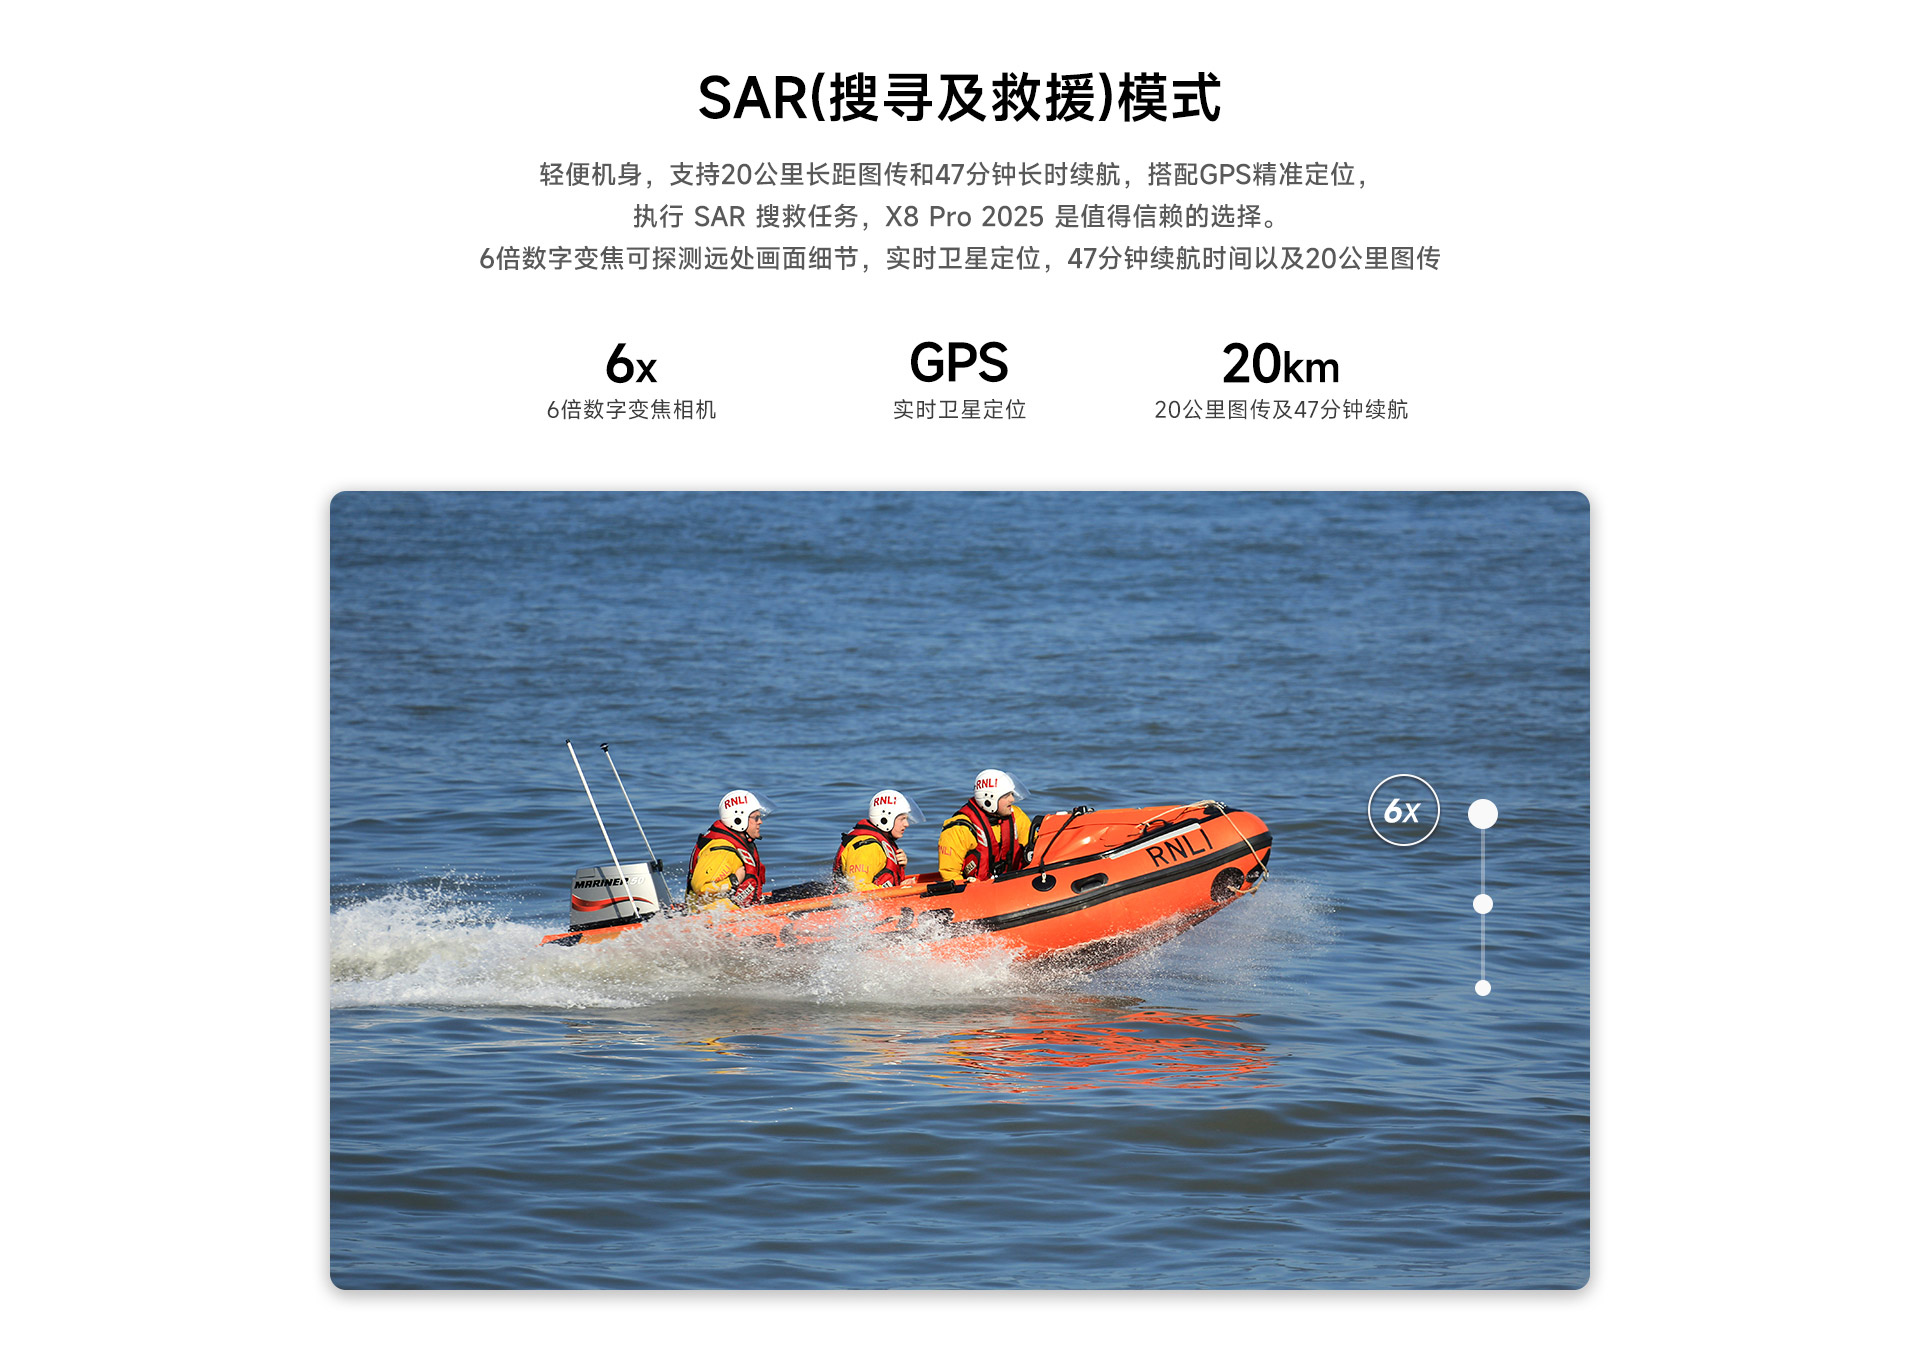 SAR(搜寻及救援)模式
轻便机身，支持20公里长距图传和47分钟长时续航，搭配GPS精准定位，
执行 SAR 搜救任务，X8 Pro 2025 是值得信赖的选择。
6倍数字变焦可探测远处画面细节，实时卫星定位，47分钟续航时间以及20公里图传
6x
6倍数字变焦相机
GPS
实时卫星定位
20km
20公里图传及47分钟续航
RNLI
RNLI
RNLI
6x
RNLI
RNLI
MARINER